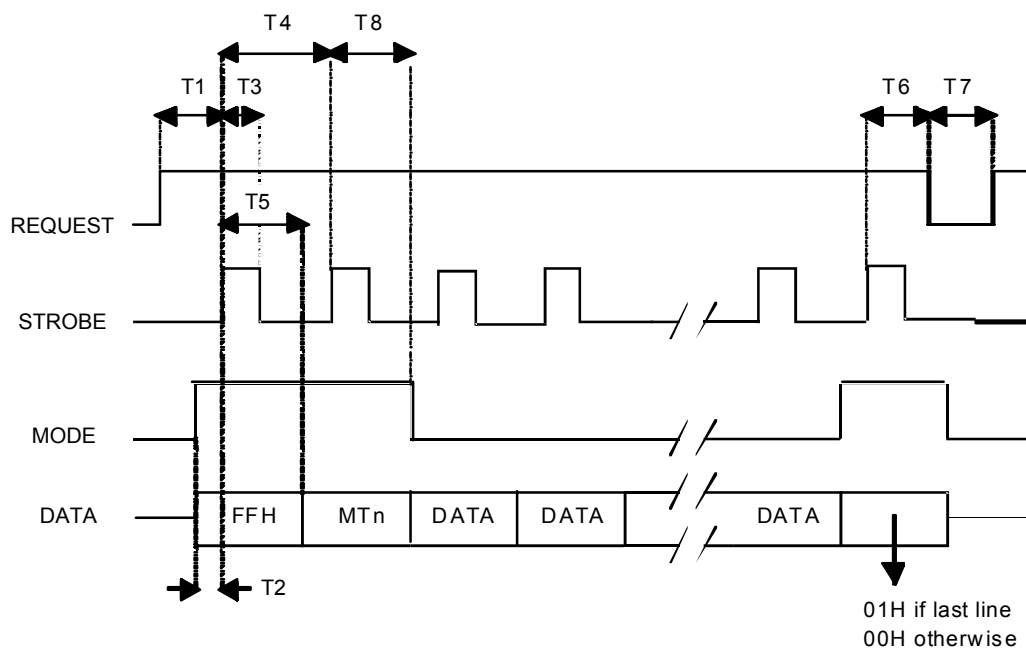 T4 T8
T1 T3 T6 T7
T5
REQUEST
STROBE
MODE
DATA FFH MTn DATA DATA DATA
T2
01H if last line
00H otherwise